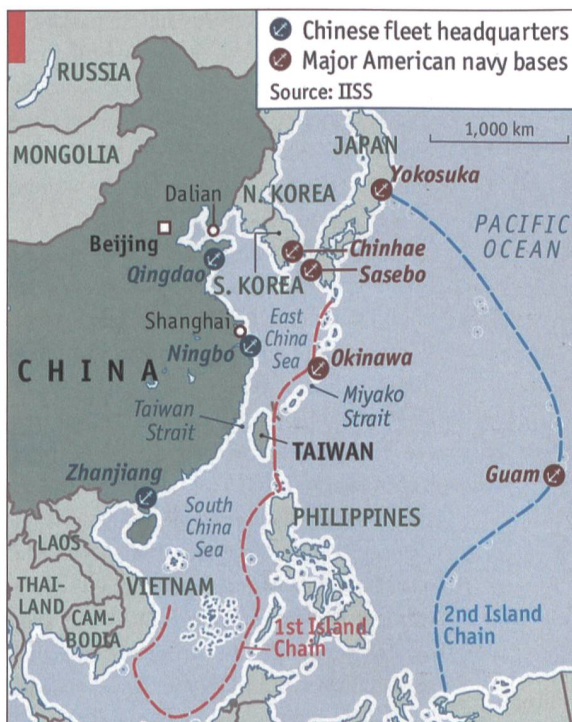 Chinese fleet headquarters
Major American navy bases
Source: IISS
1,000 km
RUSSIA
MONGOLIA
JAPAN
Yokosuka
Dalian
N. KOREA
Beijing
Chinhae
PACIFIC
OCEAN
Qingdao
Sasebo
S. KOREA
Shanghai
East
China
Sea
Ningbo
CHINA
Okinawa
Miyako
Strait
Taiwan
Strait
TAIWAN
Zhanjiang
Guam
South
China
Sea
PHILIPPINES
LAOS
THAI-
LAND
VIETNAM
CAM-
BODIA
1st Island
Chain
2nd Island
Chain